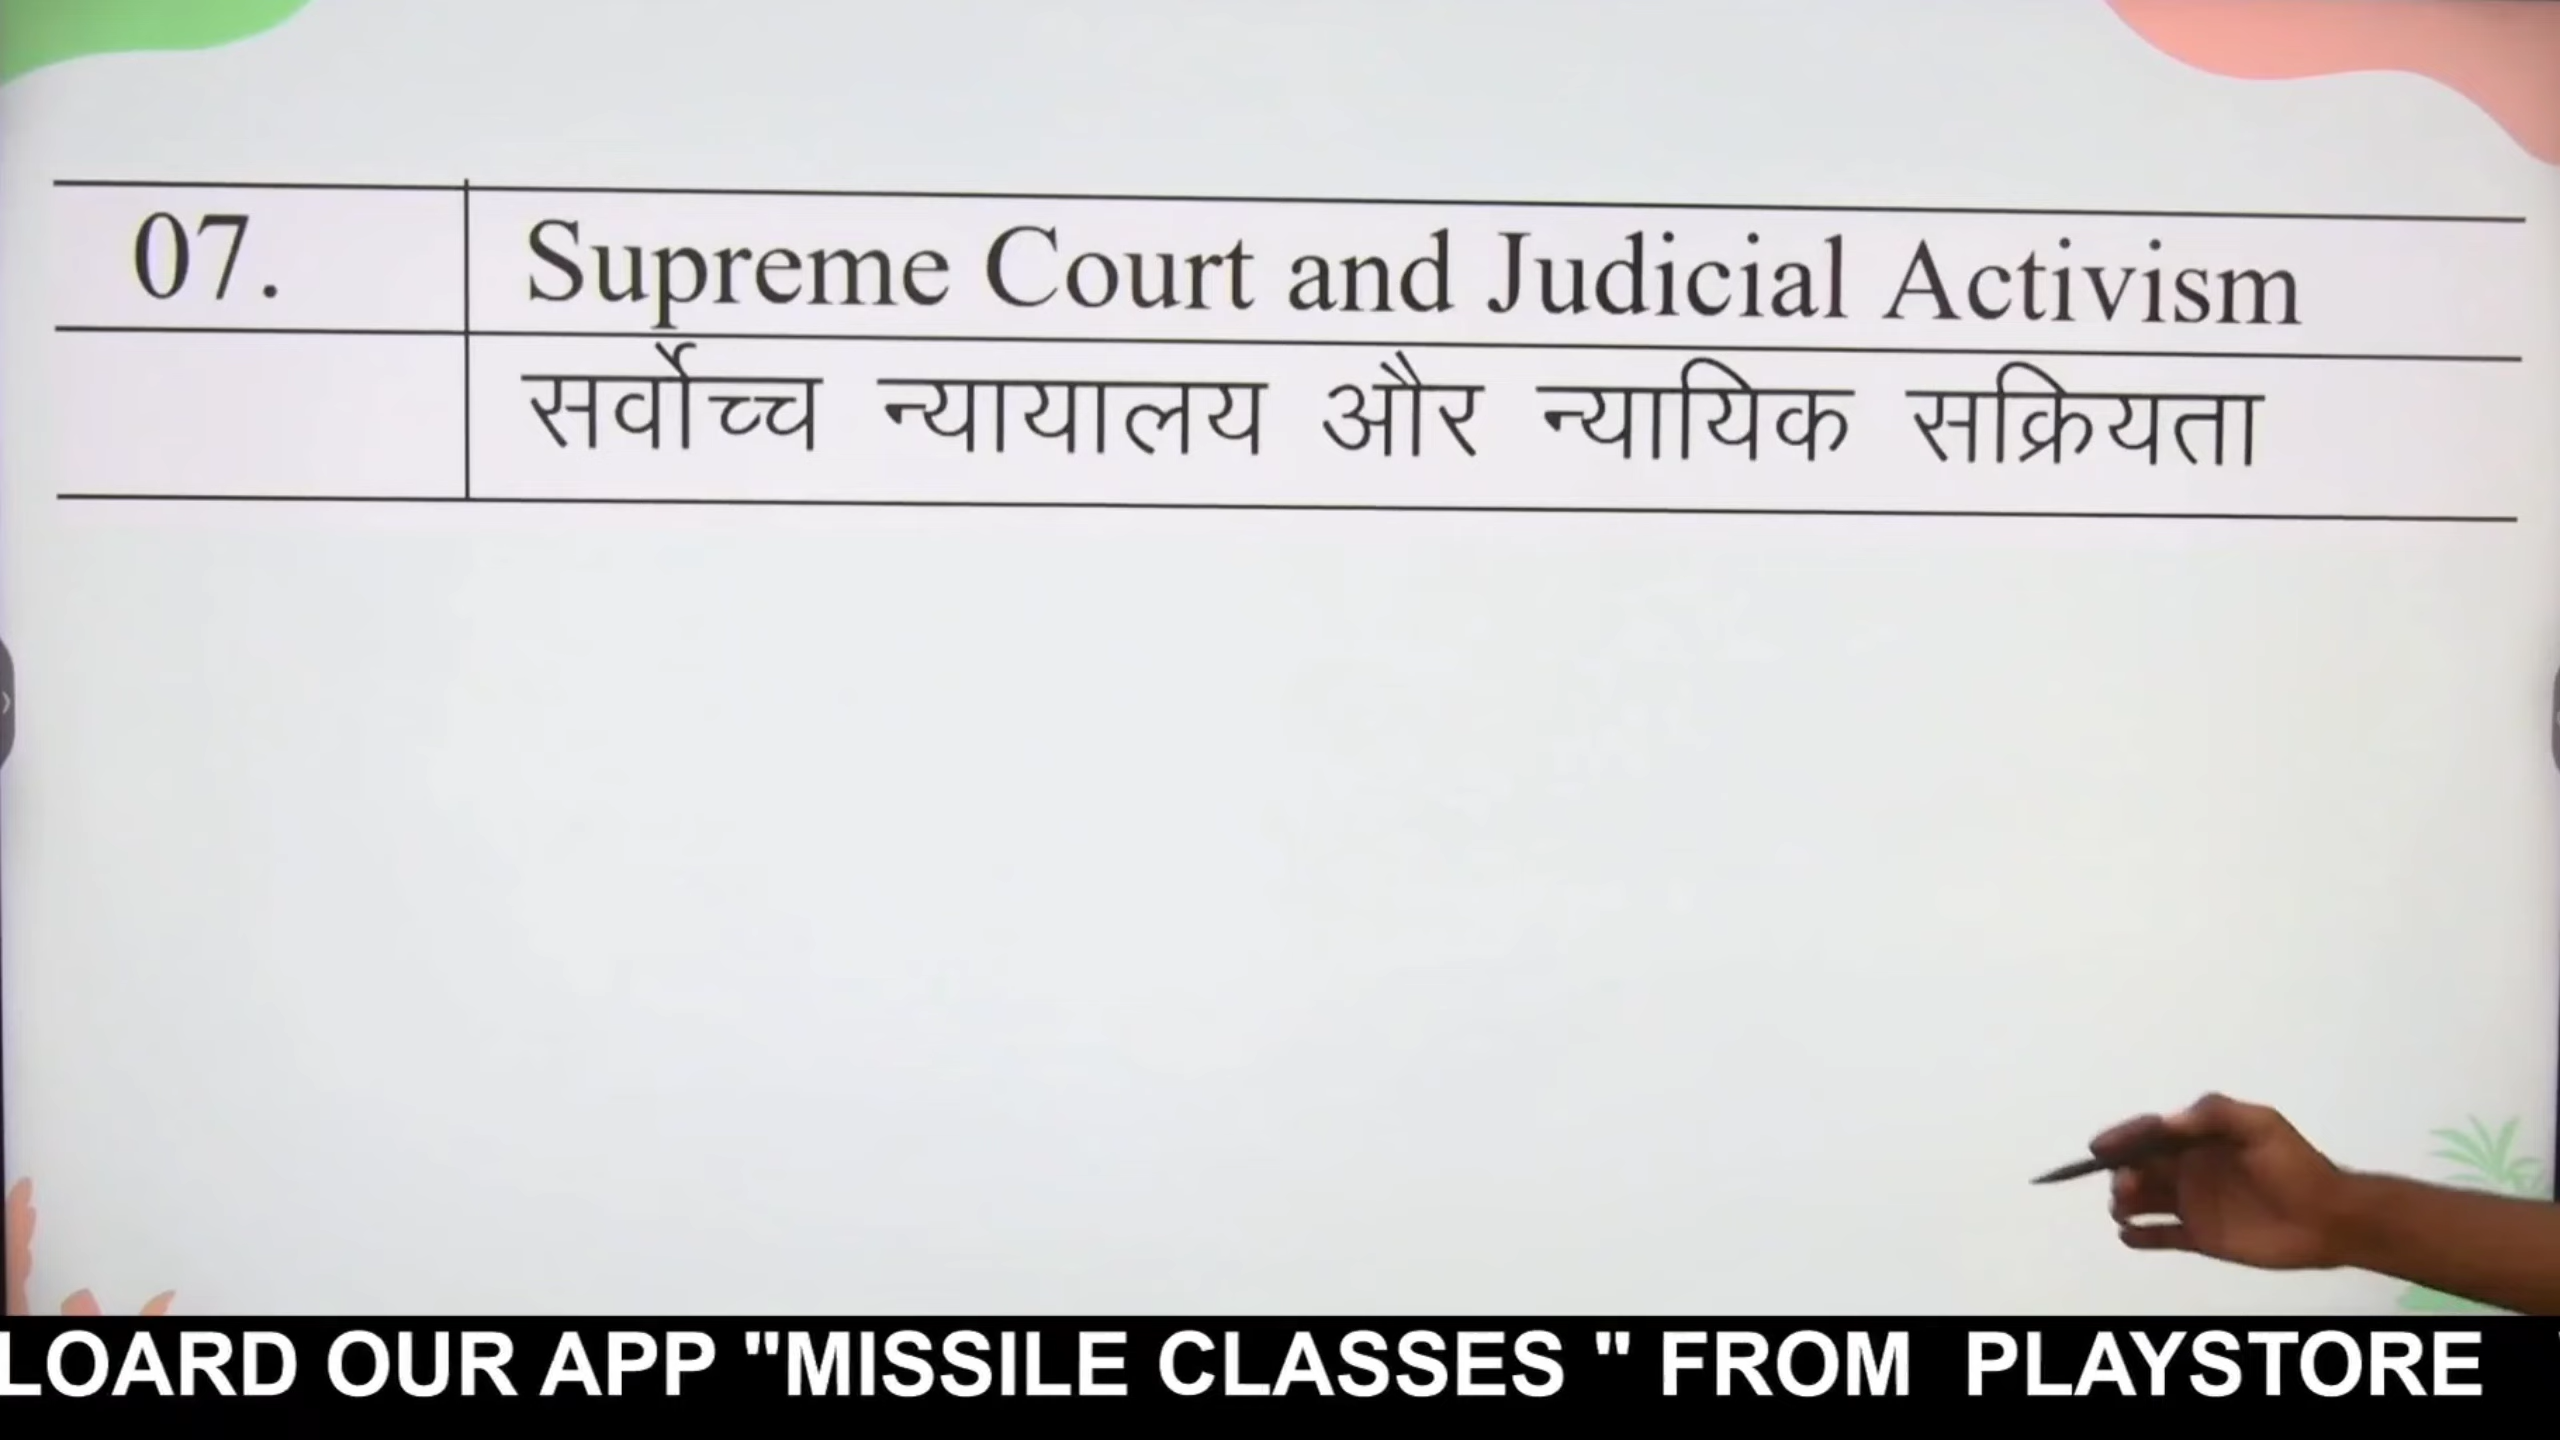 07. Supreme Court and Judicial Activism
सर्वोच्च न्यायालय और न्यायिक सक्रियता
LOARD OUR APP "MISSILE CLASSES " FROM PLAYSTORE